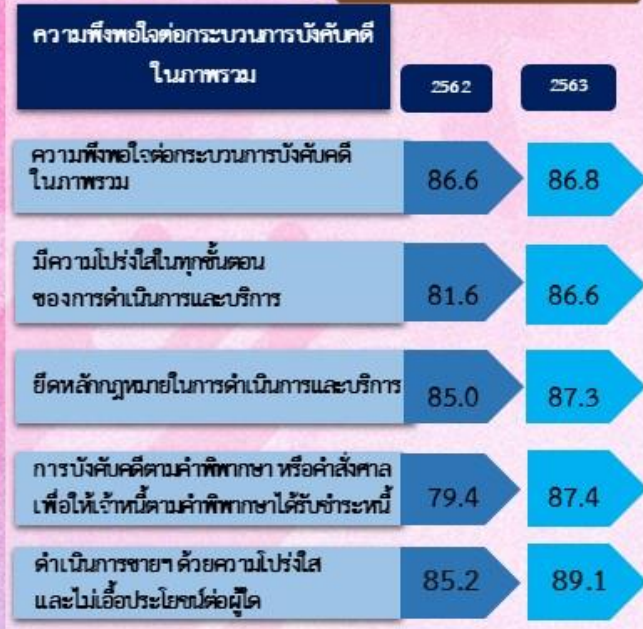 ความพึงพอใจต่อกระบวนการบังคับคดี
ในภาพรวม
2562
2563
ความพึงพอใจต่อกระบวนการบังคับคดี
ในภาพรวม
86.6
86.8
มีความโปร่งใสในทุกขั้นตอน
ของการดำเนินการและบริการ
81.6
86.6
ยึดหลักกฎหมายในการดำเนินการและบริการ
85.0
87.3
การบังคับคดีตามคำพิพากษา หรือคำสั่งศาล
เพื่อให้เจ้าหนี้ตามคำพิพากษาได้รับชำระหนี้
79.4
87.4
ดำเนินการขายฯ ด้วยความโปร่งใส
และไม่เอื้อประโยชน์ต่อผู้ใด
85.2
89.1